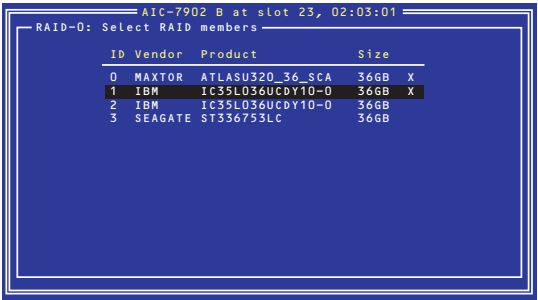 AIC-7902 B at slot 23, 02:03:01
RAID-0: Select RAID members
ID Vendor Product Size
0 MAXTOR ATLASU320_36_SCA 36GB X
1 IBM IC35L036UCDY10-0 36GB X
2 IBM IC35L036UCDY10-0 36GB
3 SEAGATE ST336753LC 36GB